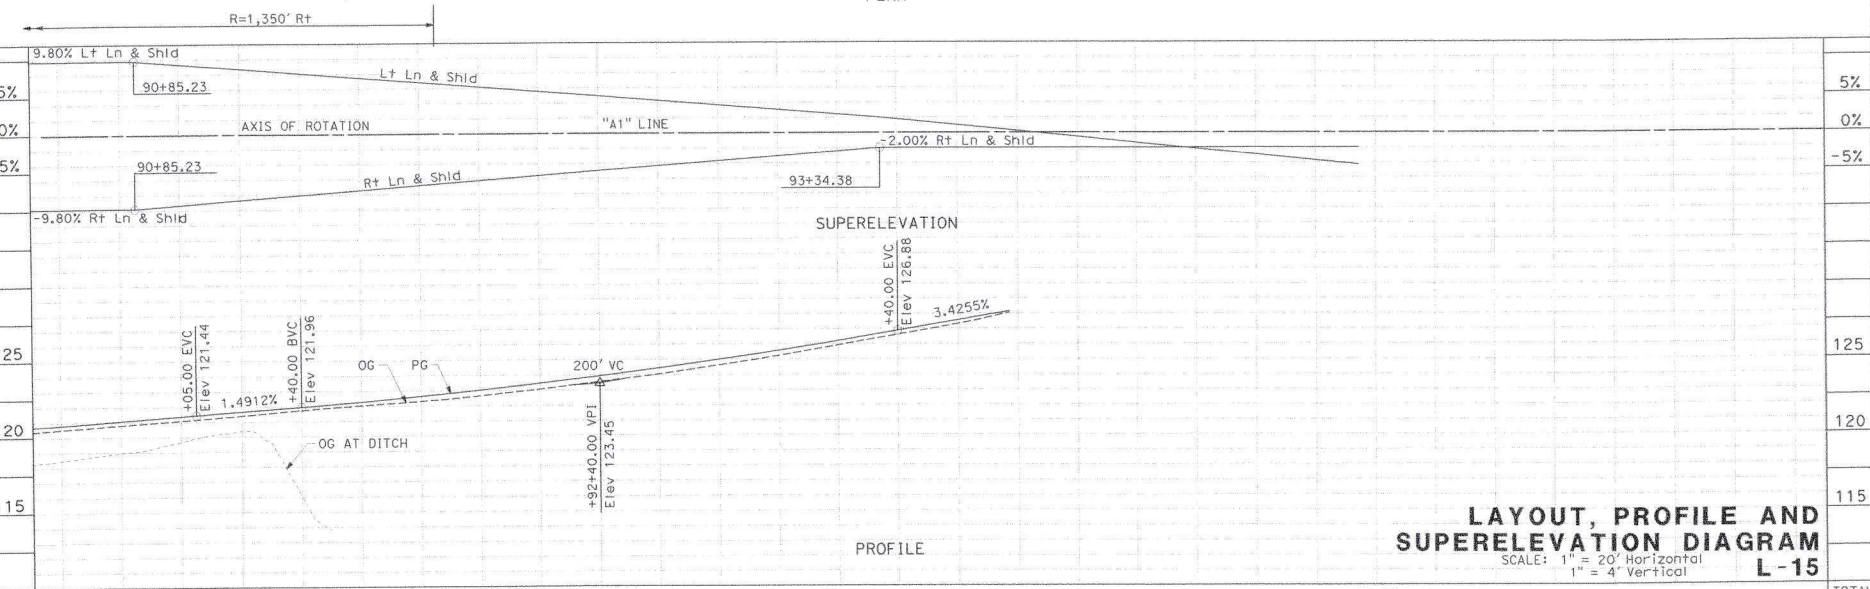 R=1,350' Rt
9.80% Lt Ln & Shld
90+85.23
Lt Ln & Shld
5%
5%
AXIS OF ROTATION
"A1" LINE
0%
0%
-2.00% Rt Ln & Shld
5%
-5%
90+85.23
Rt Ln & Shld
93+34.38
-9.80% Rt Ln & Shld
SUPERELEVATION
+05.00 EVC
Elev 121.44
1.4912%
+40.00 BVC
Elev 121.96
OG
PG
200' VC
+92+40.00 VPI
Elev 123.45
+40.00 EVC
Elev 126.88
3.4255%
25
125
20
120
OG AT DITCH
15
115
PROFILE
LAYOUT, PROFILE AND
SUPERELEVATION DIAGRAM
SCALE: 1" = 20' Horizontal
1" = 4' Vertical
L-15